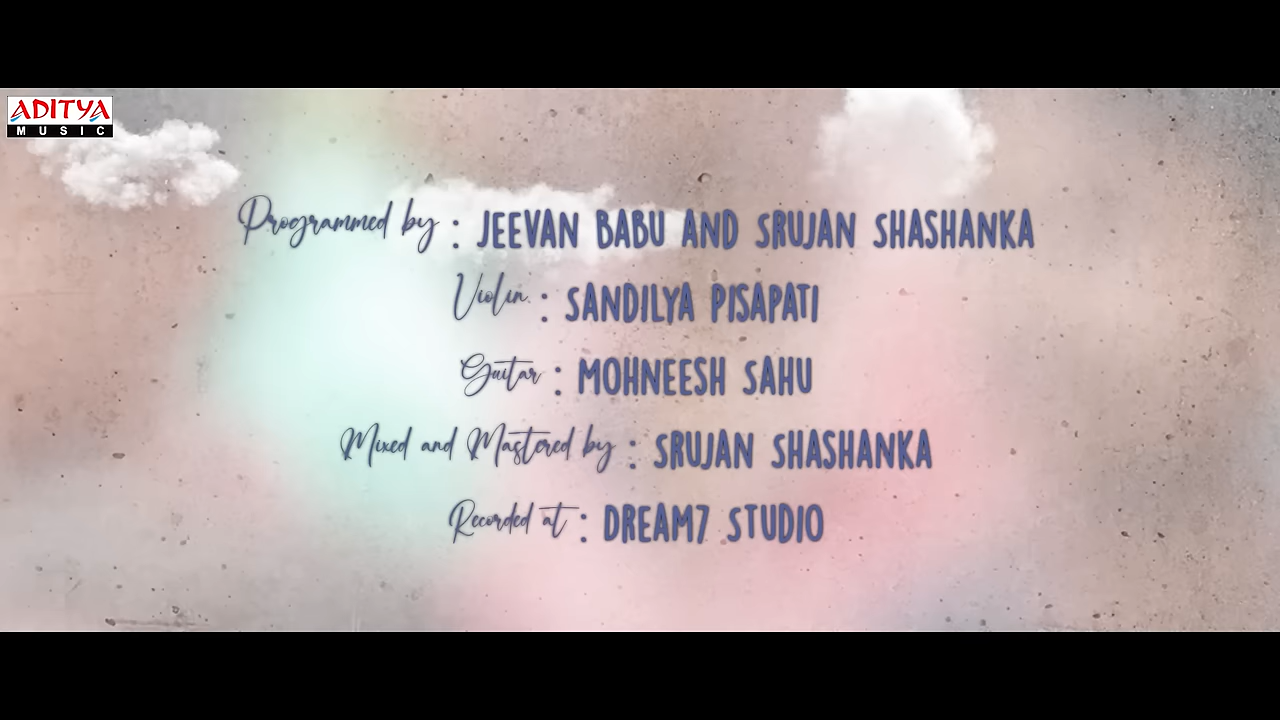 ADITYA
MUSIC
Programmed by : JEEVAN BABU AND SRUJAN SHASHANKA
Violin : SANDILYA PISAPATI
Guitar : MOHNEESH SAHU
Mixed and Mastered by : SRUJAN SHASHANKA
Recorded at : DREAM7 STUDIO